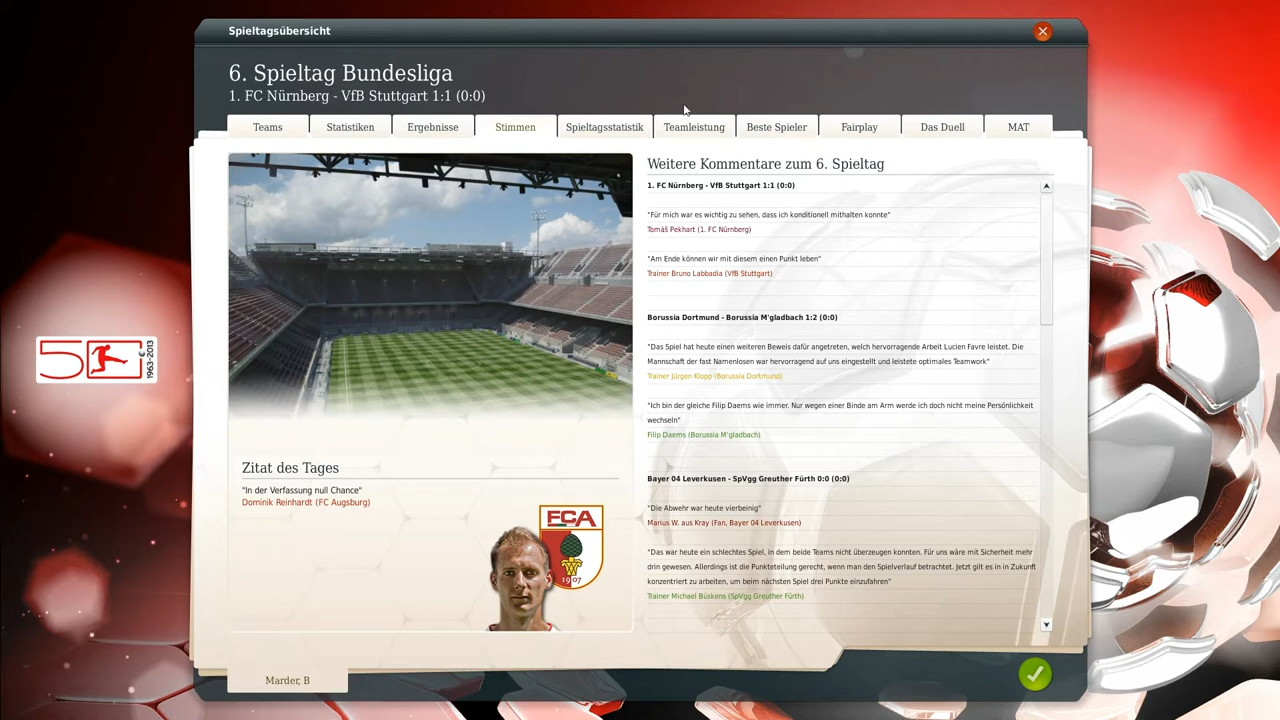 Spieltagsübersicht
6. Spieltag Bundesliga
1. FC Nürnberg - VfB Stuttgart 1:1 (0:0)
Teams
Statistiken
Ergebnisse
Stimmen
Spieltagsstatistik
Teamleistung
Beste Spieler
Fairplay
Das Duell
MAT
Weitere Kommentare zum 6. Spieltag
1. FC Nürnberg - VfB Stuttgart 1:1 (0:0)
"Für mich war es wichtig zu sehen, dass ich konditionell mithalten konnte"
Tomáš Pekhart (1. FC Nürnberg)
"Am Ende können wir mit diesem einen Punkt leben"
Trainer Bruno Labbadia (VfB Stuttgart)
Borussia Dortmund - Borussia M'gladbach 1:2 (0:0)
"Das Spiel hat heute einen weiteren Beweis dafür angetreten, welch hervorragende Arbeit Lucien Favre leistet. Die
Mannschaft der fast Namenlosen war hervorragend auf uns eingestellt und leistete optimales Teamwork"
Trainer Jürgen Klopp (Borussia Dortmund)
"Ich bin der gleiche Filip Daems wie immer. Nur wegen einer Binde am Arm werde ich doch nicht meine Persönlichkeit
wechseln"
Filip Daems (Borussia M'gladbach)
Bayer 04 Leverkusen - SpVgg Greuther Fürth 0:0 (0:0)
"Die Abwehr war heute vierbeinig"
Marius W. aus Kray (Fan, Bayer 04 Leverkusen)
"Das war heute ein schlechtes Spiel, in dem beide Teams nicht überzeugen konnten. Für uns wäre mit Sicherheit mehr
drin gewesen. Allerdings ist die Punkteteilung gerecht, wenn man den Spielverlauf betrachtet. Jetzt gilt es in in Zukunft
konzentriert zu arbeiten, um beim nächsten Spiel drei Punkte einzufahren"
Trainer Michael Büskens (SpVgg Greuther Fürth)
Zitat des Tages
"In der Verfassung null Chance"
Dominik Reinhardt (FC Augsburg)
FCA
1907
50
1963-2013
Marder, B